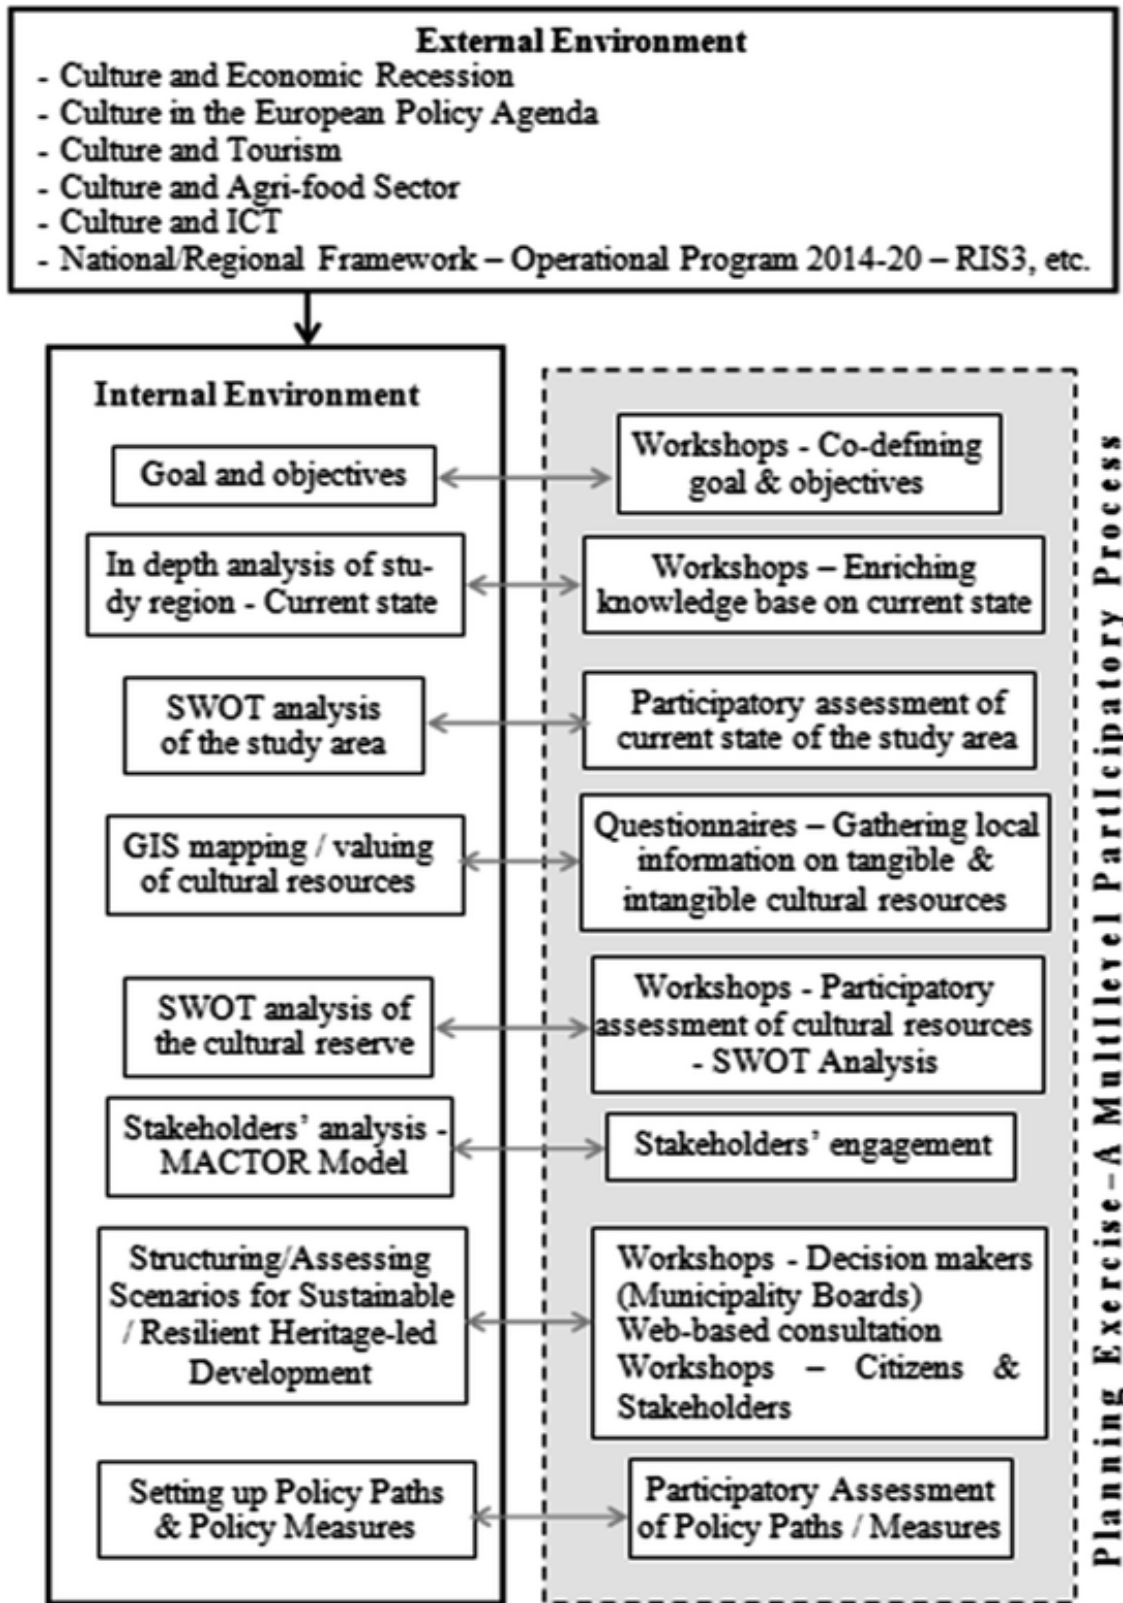 External Environment
- Culture and Economic Recession
- Culture in the European Policy Agenda
- Culture and Tourism
- Culture and Agri-food Sector
- Culture and ICT
- National/Regional Framework – Operational Program 2014-20 – RIS3, etc.
Internal Environment
Goal and objectives
Workshops - Co-defining
goal & objectives
In depth analysis of stu-
dy region - Current state
Workshops – Enriching
knowledge base on current state
SWOT analysis
of the study area
Participatory assessment of
current state of the study area
GIS mapping / valuing
of cultural resources
Questionnaires – Gathering local
information on tangible &
intangible cultural resources
SWOT analysis of
the cultural reserve
Workshops - Participatory
assessment of cultural resources
- SWOT Analysis
Stakeholders’ analysis -
MACTOR Model
Stakeholders’ engagement
Structuring/Assessing
Scenarios for Sustainable
/ Resilient Heritage-led
Development
Workshops - Decision makers
(Municipality Boards)
Web-based consultation
Workshops – Citizens &
Stakeholders
Setting up Policy Paths
& Policy Measures
Participatory Assessment
of Policy Paths / Measures
Planning Exercise – A Multilevel Participatory Process